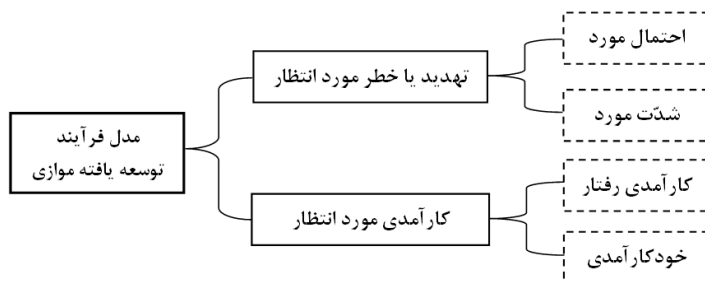 احتمال مورد
تهدید یا خطر مورد انتظار
شدّت مورد
مدل فرآیند
توسعه یافته موازی
کارآمدی رفتار
کارآمدی مورد انتظار
خودکارآمدی